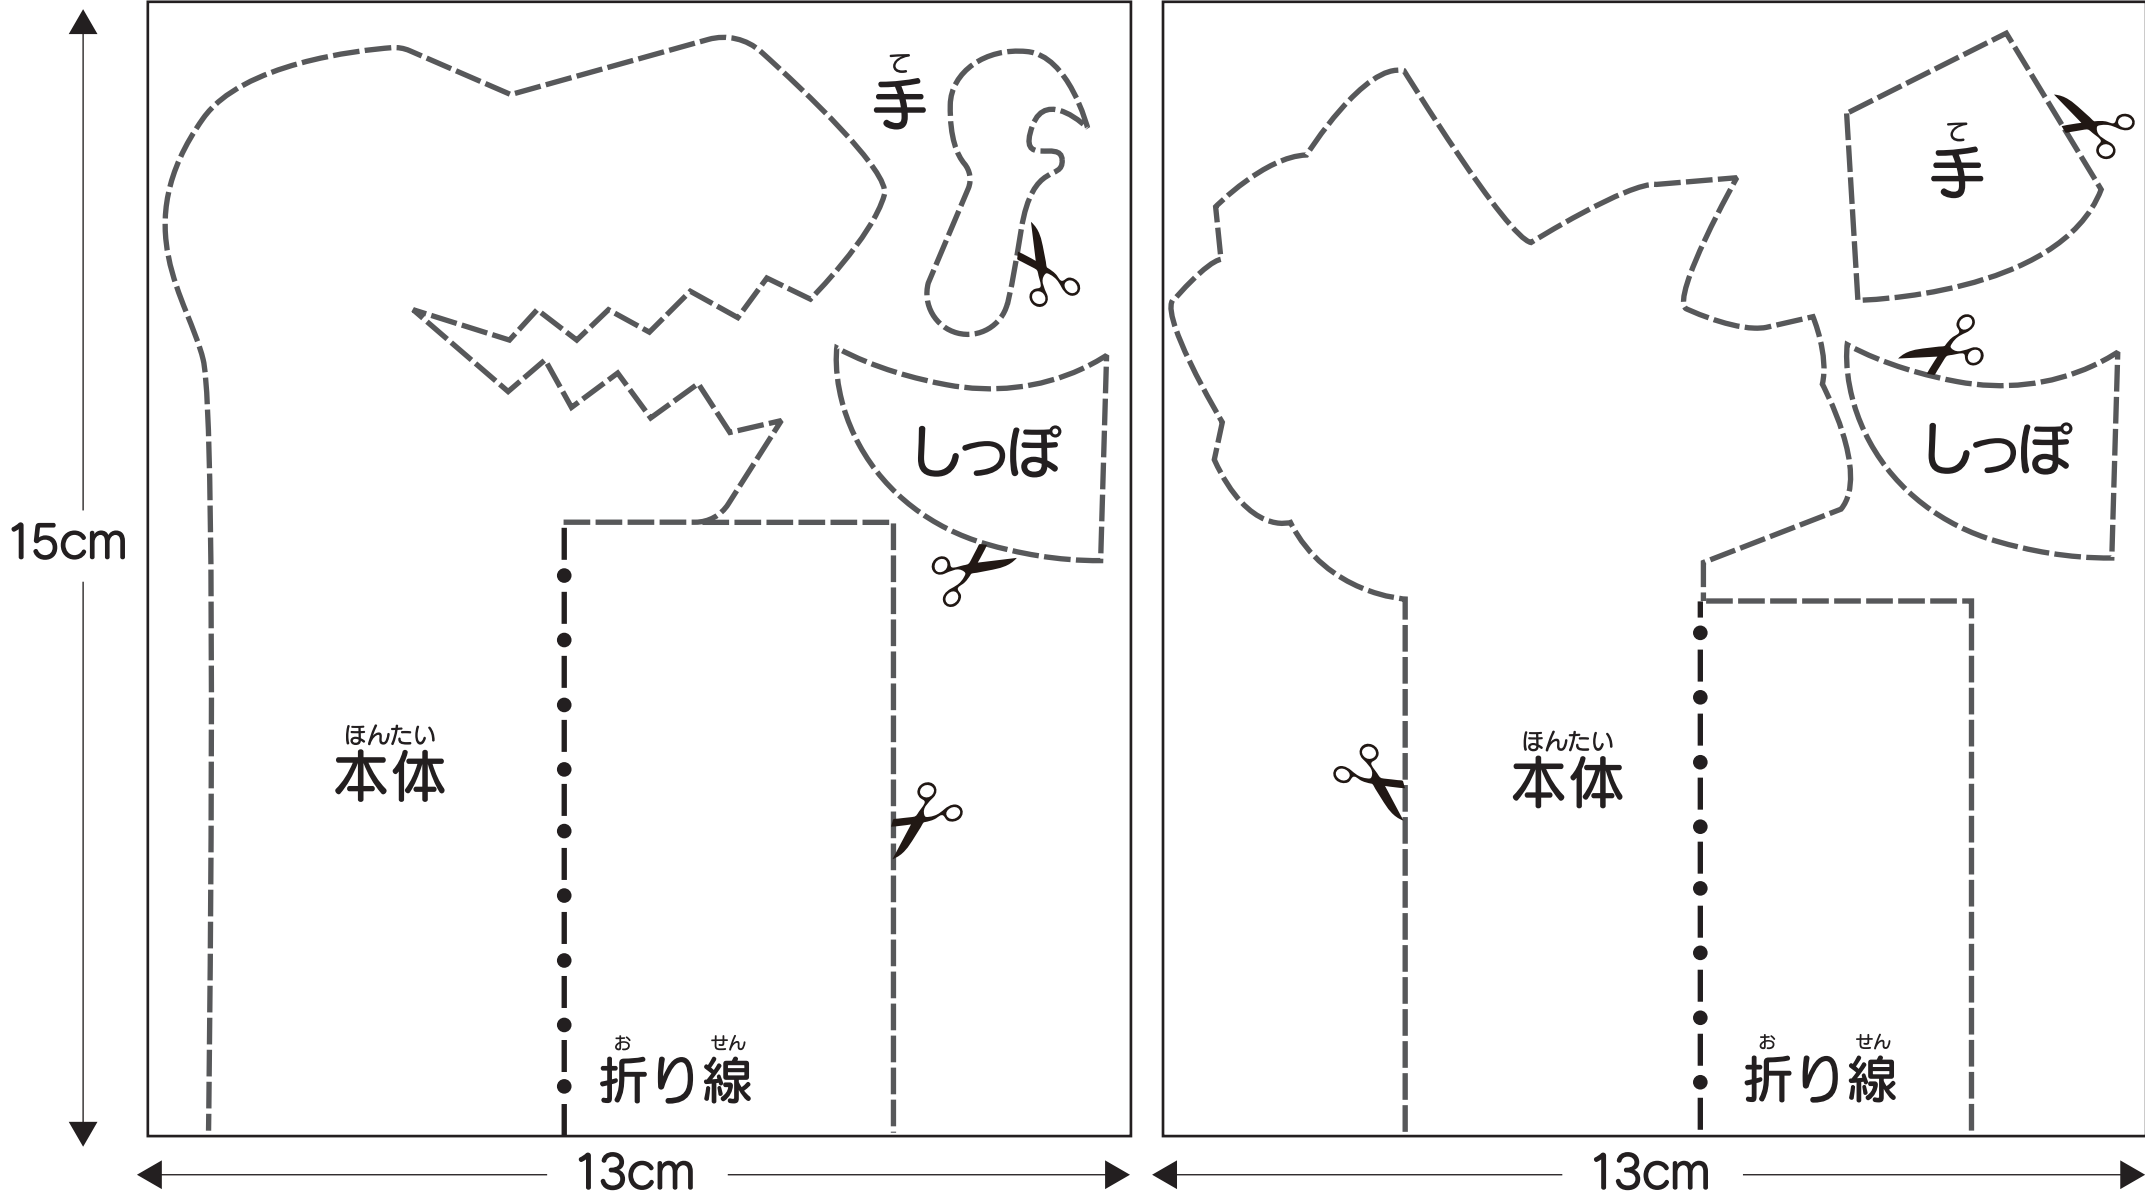 て
手
しっぽ
15cm
ほんたい
本体
お せん
折り線
13cm
て
手
しっぽ
ほんたい
本体
お せん
折り線
13cm